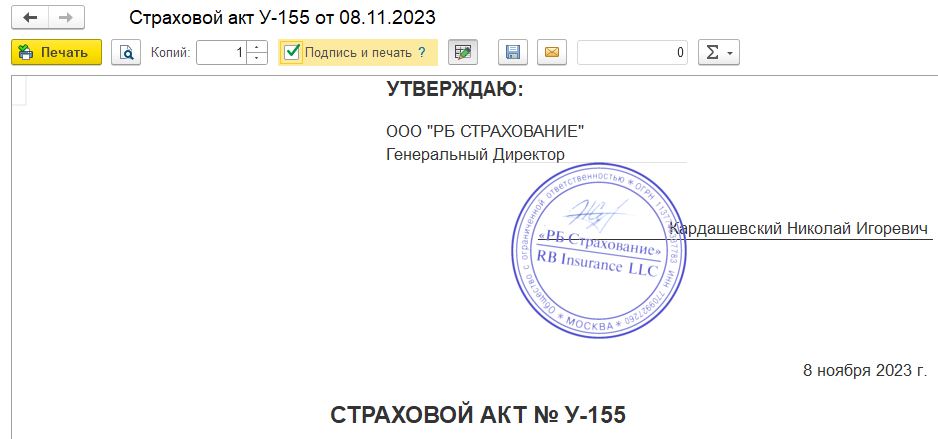 Страховой акт У-155 от 08.11.2023
Печать
Копий:
1
Подпись и печать ?
0
Σ
УТВЕРЖДАЮ:
ООО "РБ СТРАХОВАНИЕ"
Генеральный Директор
Кардашевский Николай Игоревич
Общество с ограниченной ответственностью * ОГРН
ИНН 7709927260
* МОСКВА *
«РБ Страхование»
RB Insurance LLC
8 ноября 2023 г.
СТРАХОВОЙ АКТ № У-155